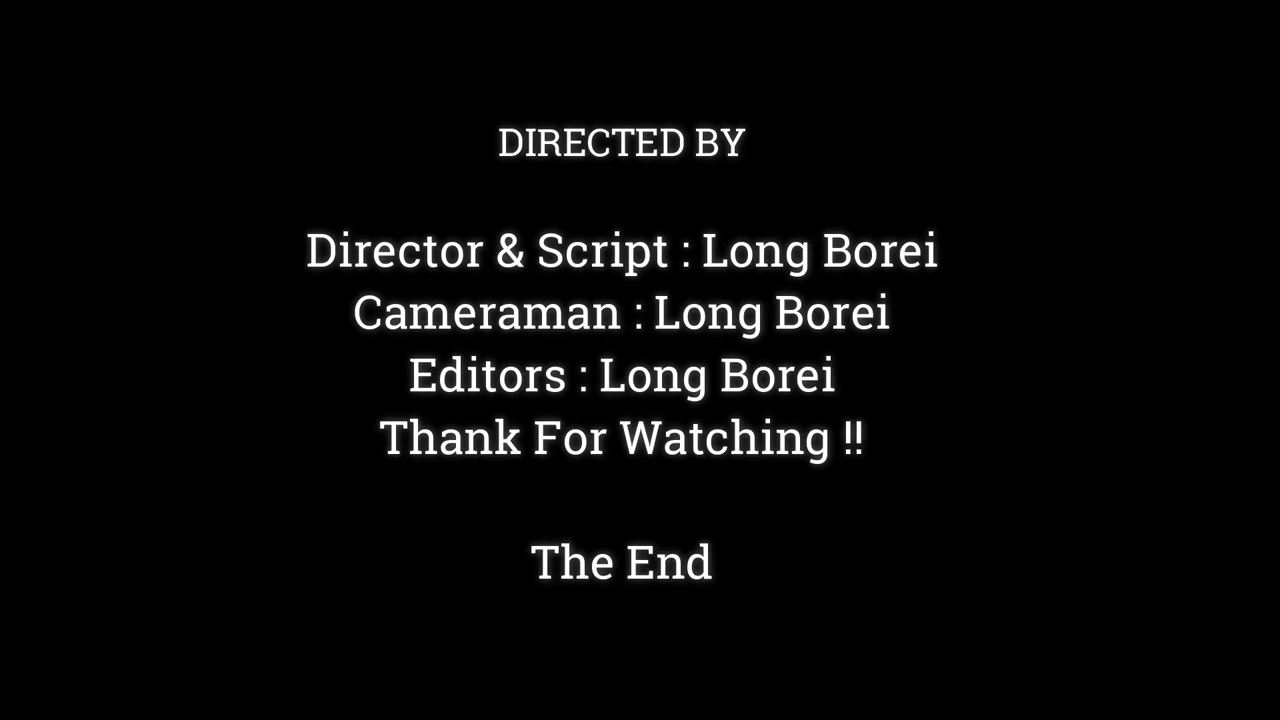 DIRECTED BY
Director & Script : Long Borei
Cameraman : Long Borei
Editors : Long Borei
Thank For Watching !!
The End